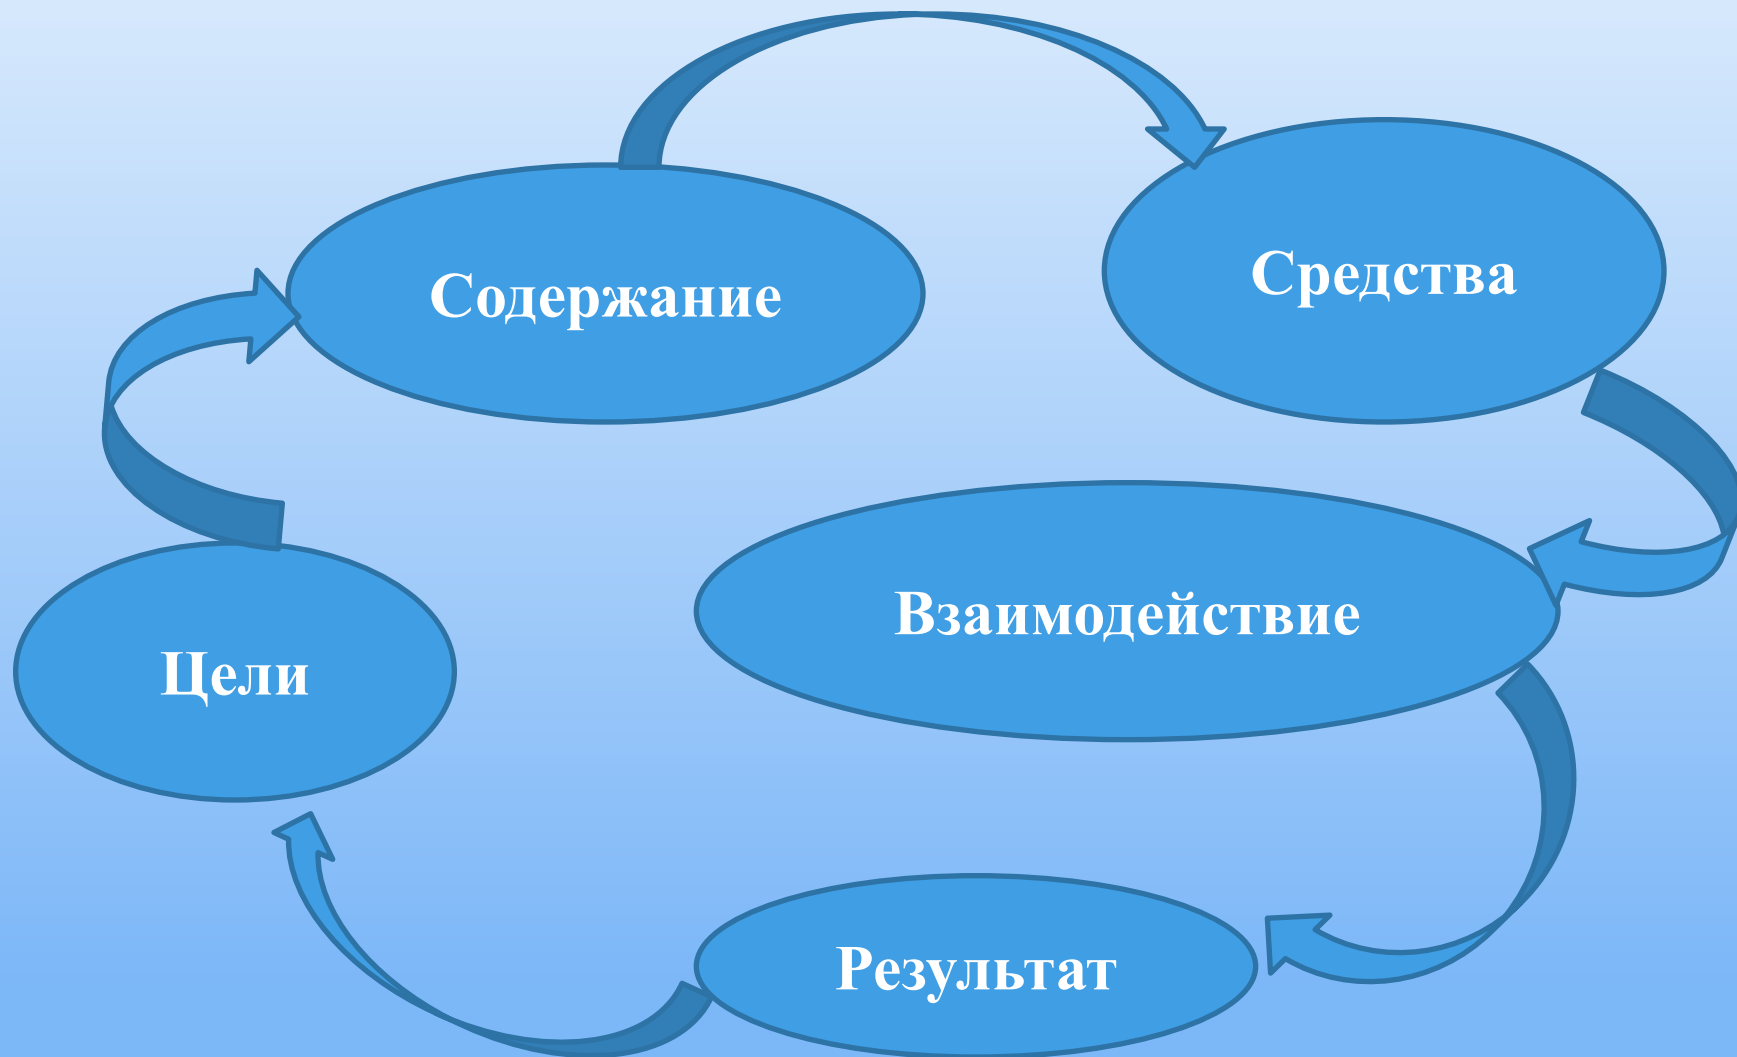 Содержание
Средства
Взаимодействие
Цели
Результат